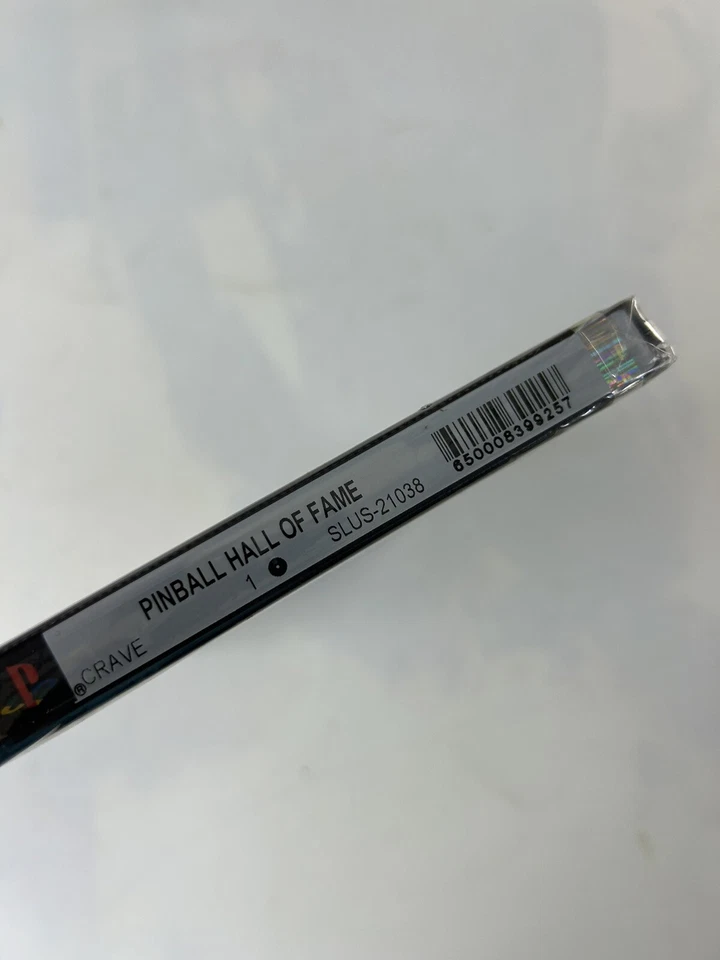 PINBALL HALL OF FAME
1
SLUS-21038
650008399257
®CRAVE